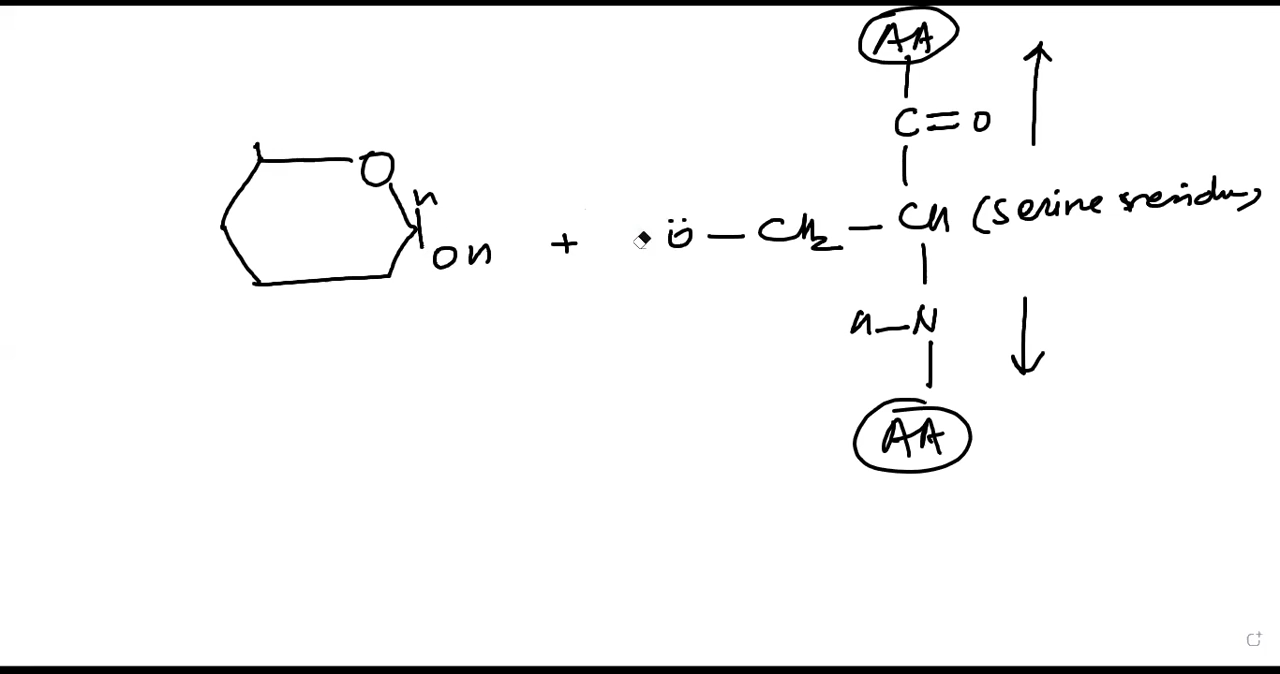 AA
C=O
O
H
OH + Ö — CH2 — CH (Serine residue)
H—N
AA